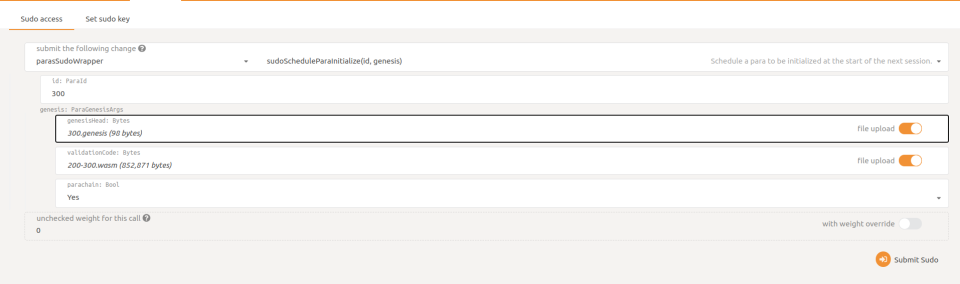 Sudo access Set sudo key
submit the following change ?
parasSudoWrapper sudoScheduleParaInitialize(id, genesis) Schedule a para to be initialized at the start of the next session.
id: ParaId
300
genesis: ParaGenesisArgs
genesisHead: Bytes
300.genesis (98 bytes) file upload
validationCode: Bytes
200-300.wasm (852,871 bytes) file upload
parachain: Bool
Yes
unchecked weight for this call ?
0 with weight override
Submit Sudo